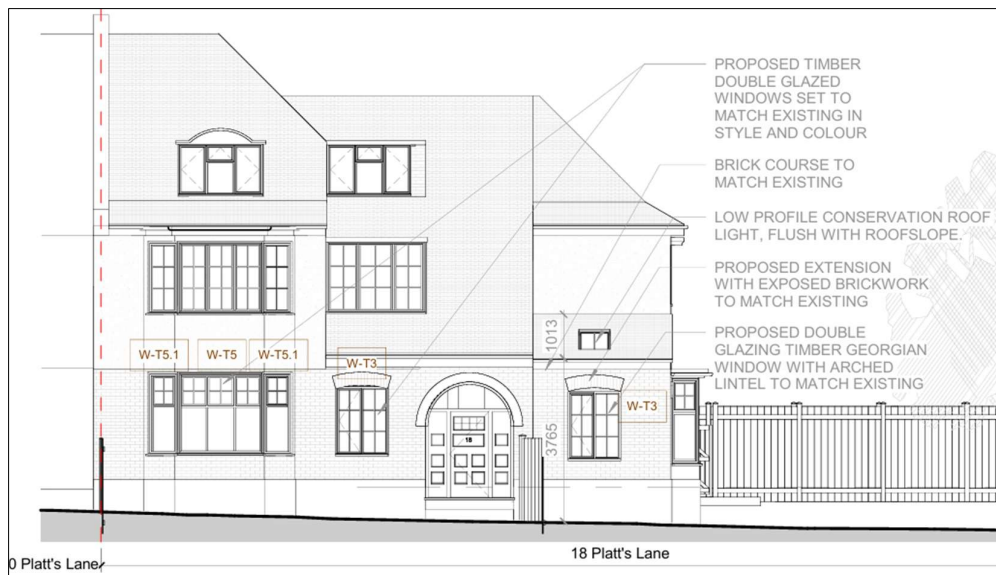 PROPOSED TIMBER
DOUBLE GLAZED
WINDOWS SET TO
MATCH EXISTING IN
STYLE AND COLOUR
BRICK COURSE TO
MATCH EXISTING
LOW PROFILE CONSERVATION ROOF
LIGHT, FLUSH WITH ROOFSLOPE.
PROPOSED EXTENSION
WITH EXPOSED BRICKWORK
TO MATCH EXISTING
PROPOSED DOUBLE
GLAZING TIMBER GEORGIAN
WINDOW WITH ARCHED
LINTEL TO MATCH EXISTING
1013
W-T5.1
W-T5
W-T5.1
W-T3
W-T3
3765
18
18 Platt's Lane
0 Platt's Lane